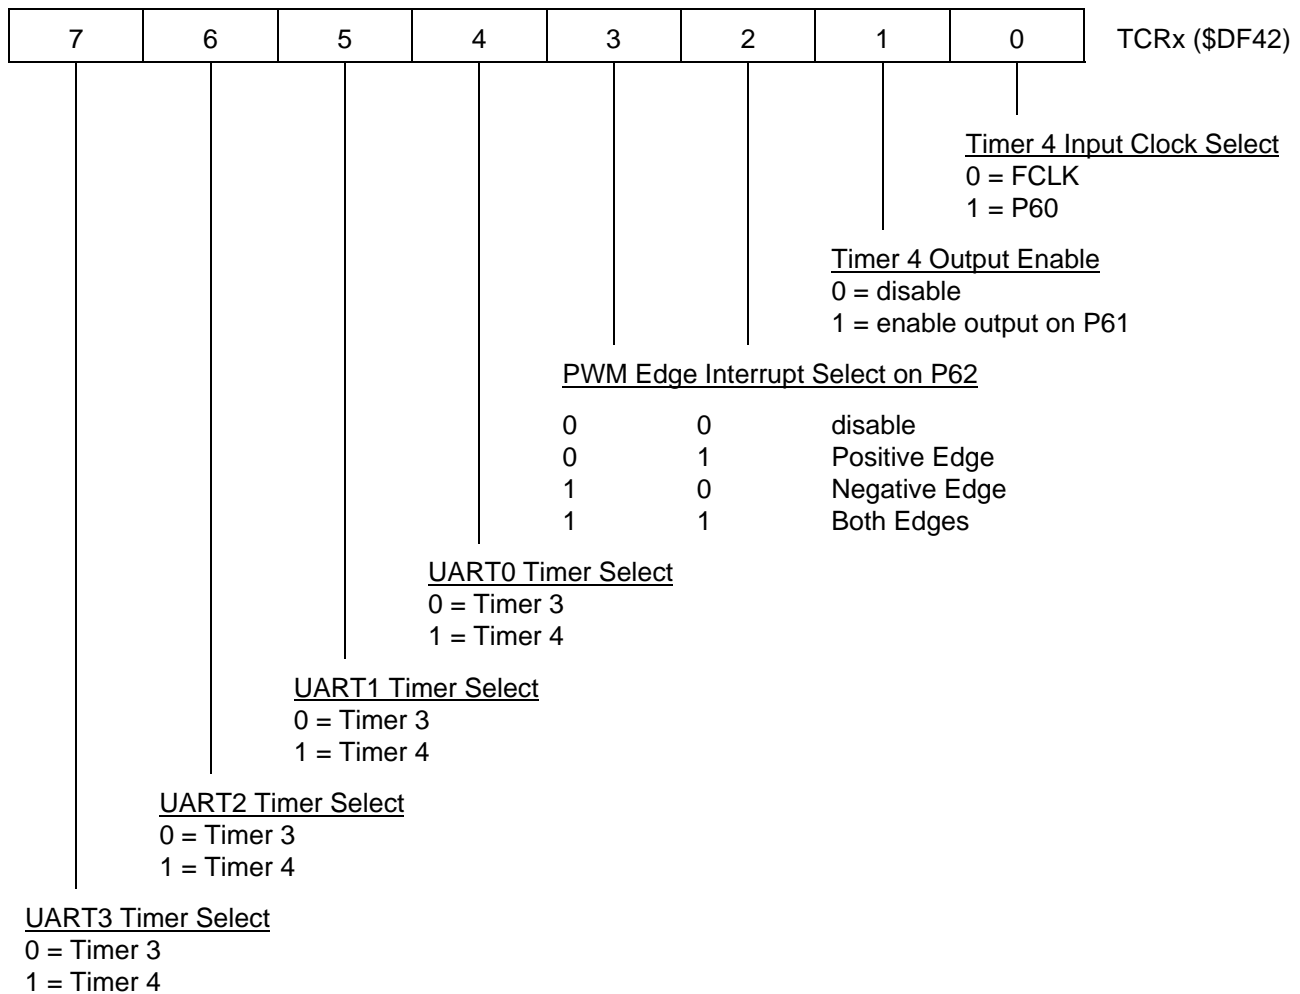 7 6 5 4 3 2 1 0 TCRx ($DF42)
Timer 4 Input Clock Select
0 = FCLK
1 = P60
Timer 4 Output Enable
0 = disable
1 = enable output on P61
PWM Edge Interrupt Select on P62
0 0 disable
0 1 Positive Edge
1 0 Negative Edge
1 1 Both Edges
UART0 Timer Select
0 = Timer 3
1 = Timer 4
UART1 Timer Select
0 = Timer 3
1 = Timer 4
UART2 Timer Select
0 = Timer 3
1 = Timer 4
UART3 Timer Select
0 = Timer 3
1 = Timer 4